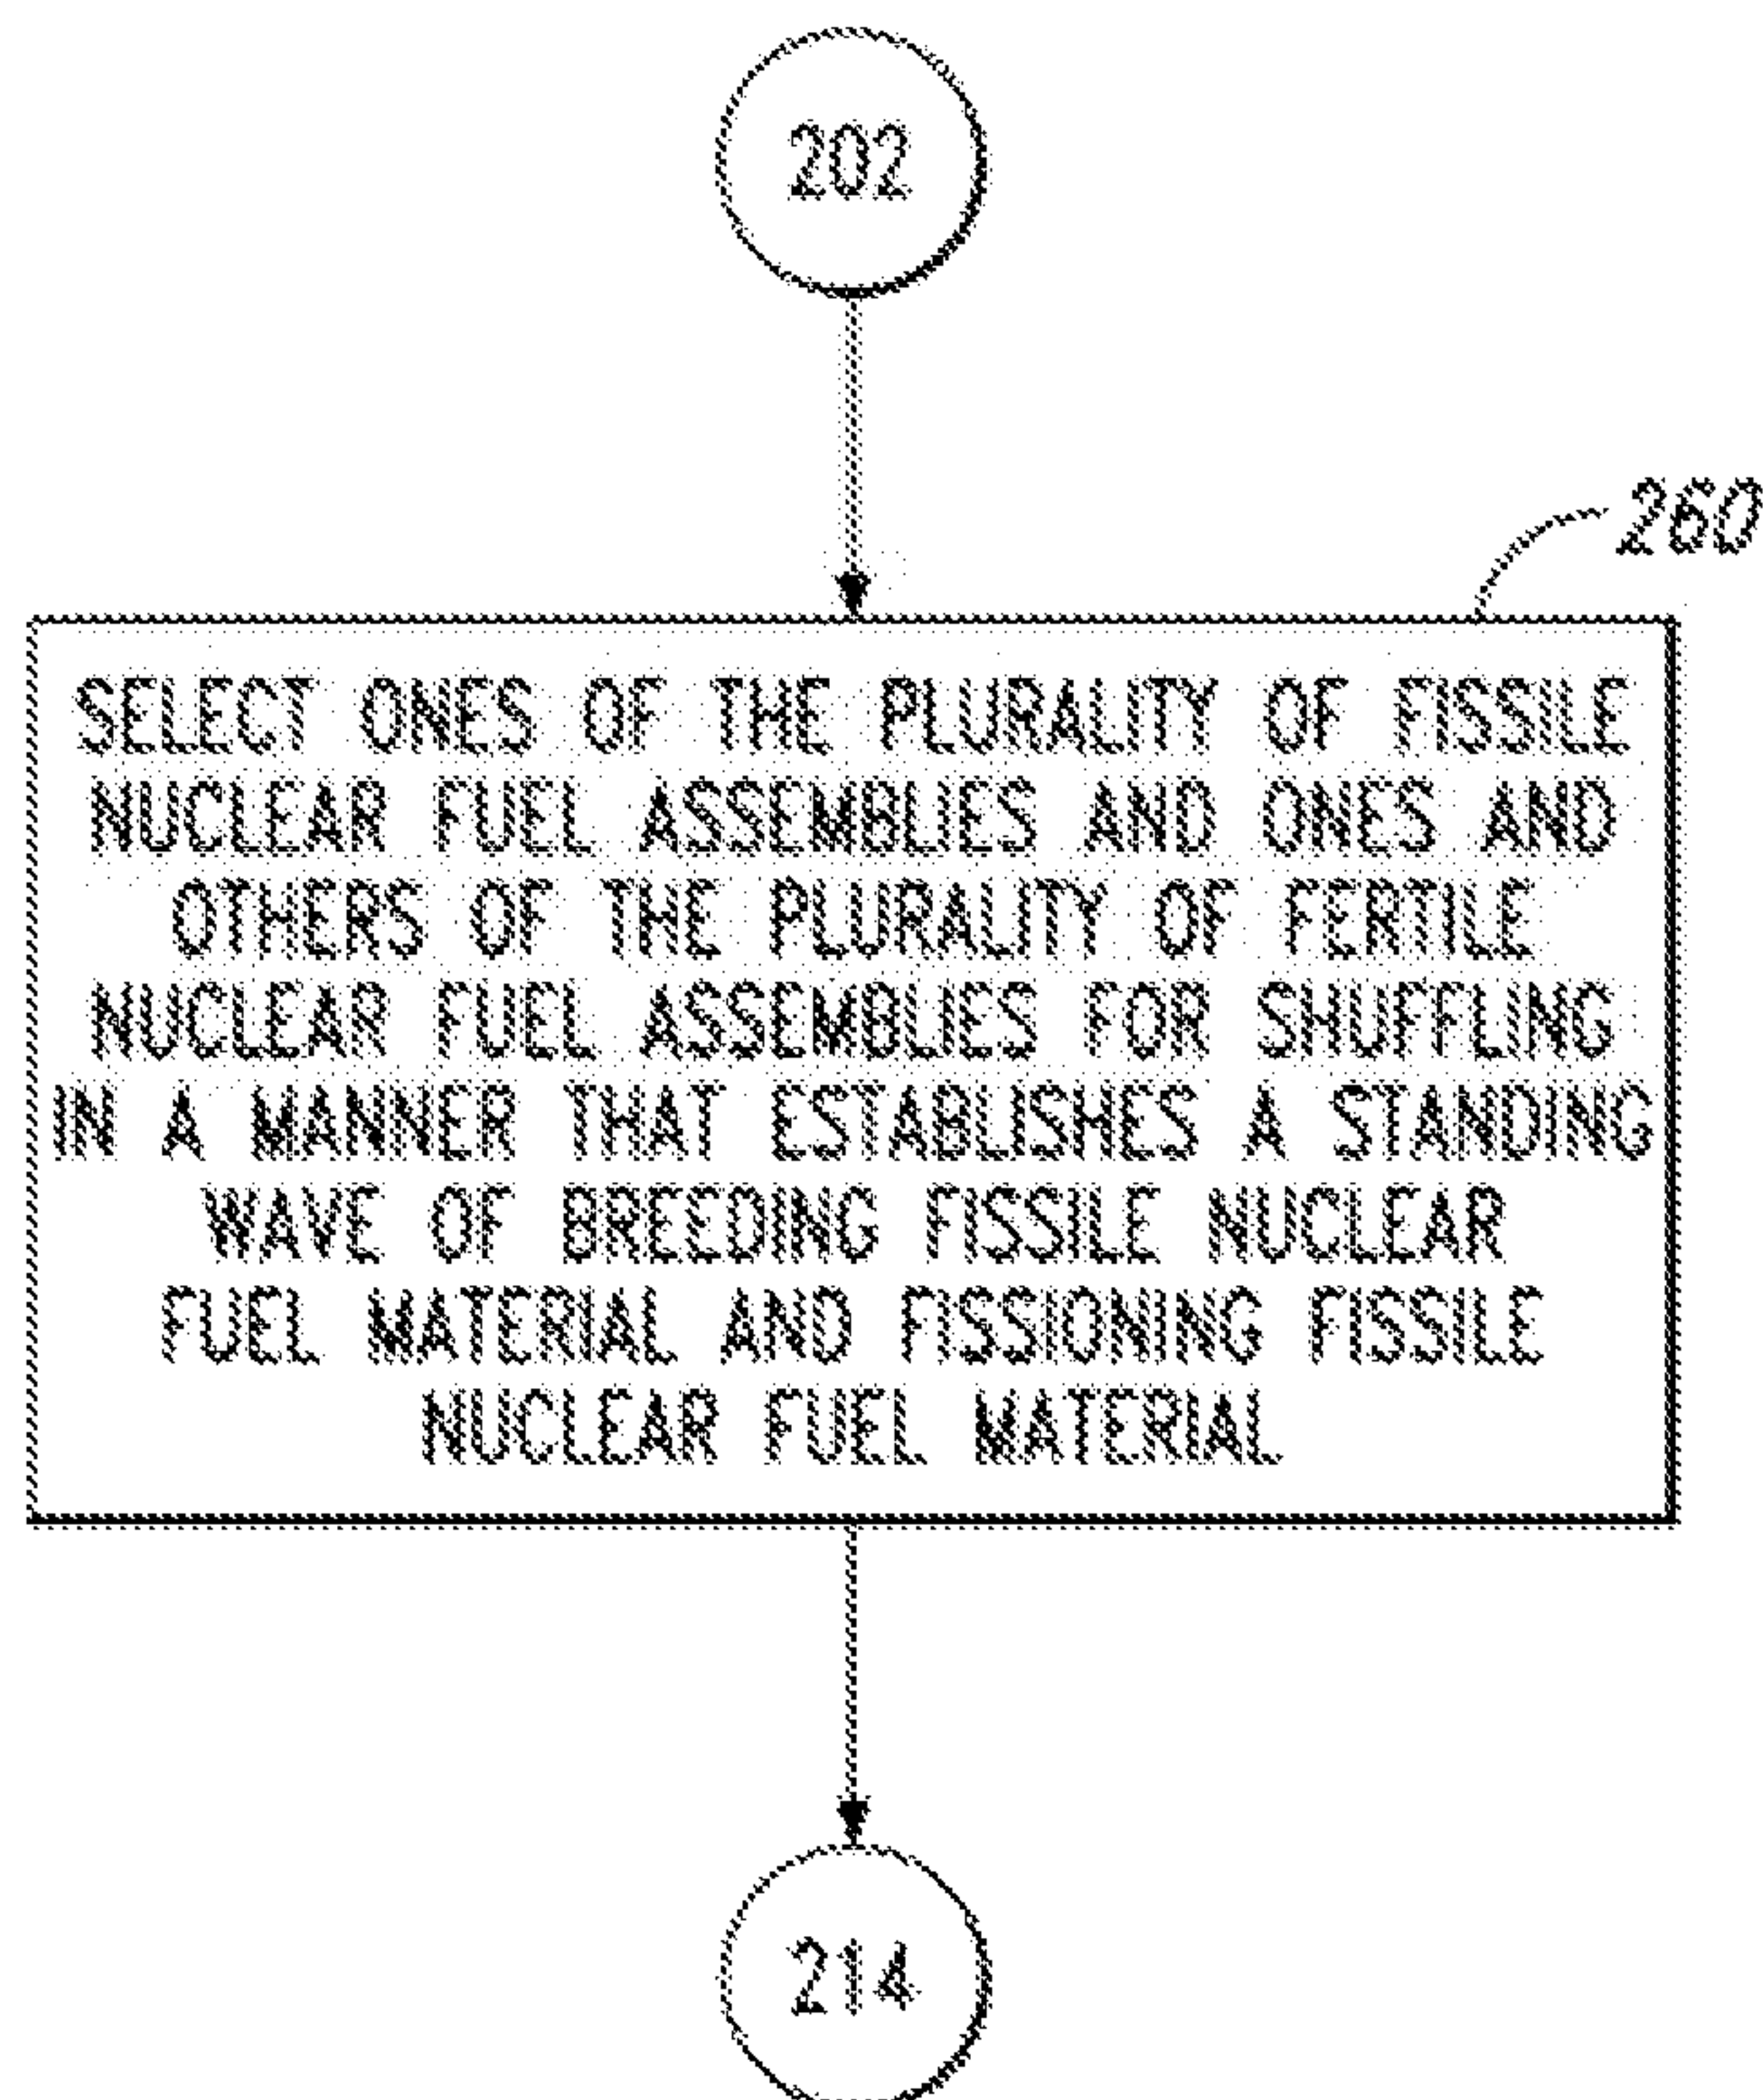 202
260
SELECT ONES OF THE PLURALITY OF FISSILE
NUCLEAR FUEL ASSEMBLIES AND ONES AND
OTHERS OF THE PLURALITY OF FERTILE
NUCLEAR FUEL ASSEMBLIES FOR SHUFFLING
IN A MANNER THAT ESTABLISHES A STANDING
WAVE OF BREEDING FISSILE NUCLEAR
FUEL MATERIAL AND FISSIONING FISSILE
NUCLEAR FUEL MATERIAL
214